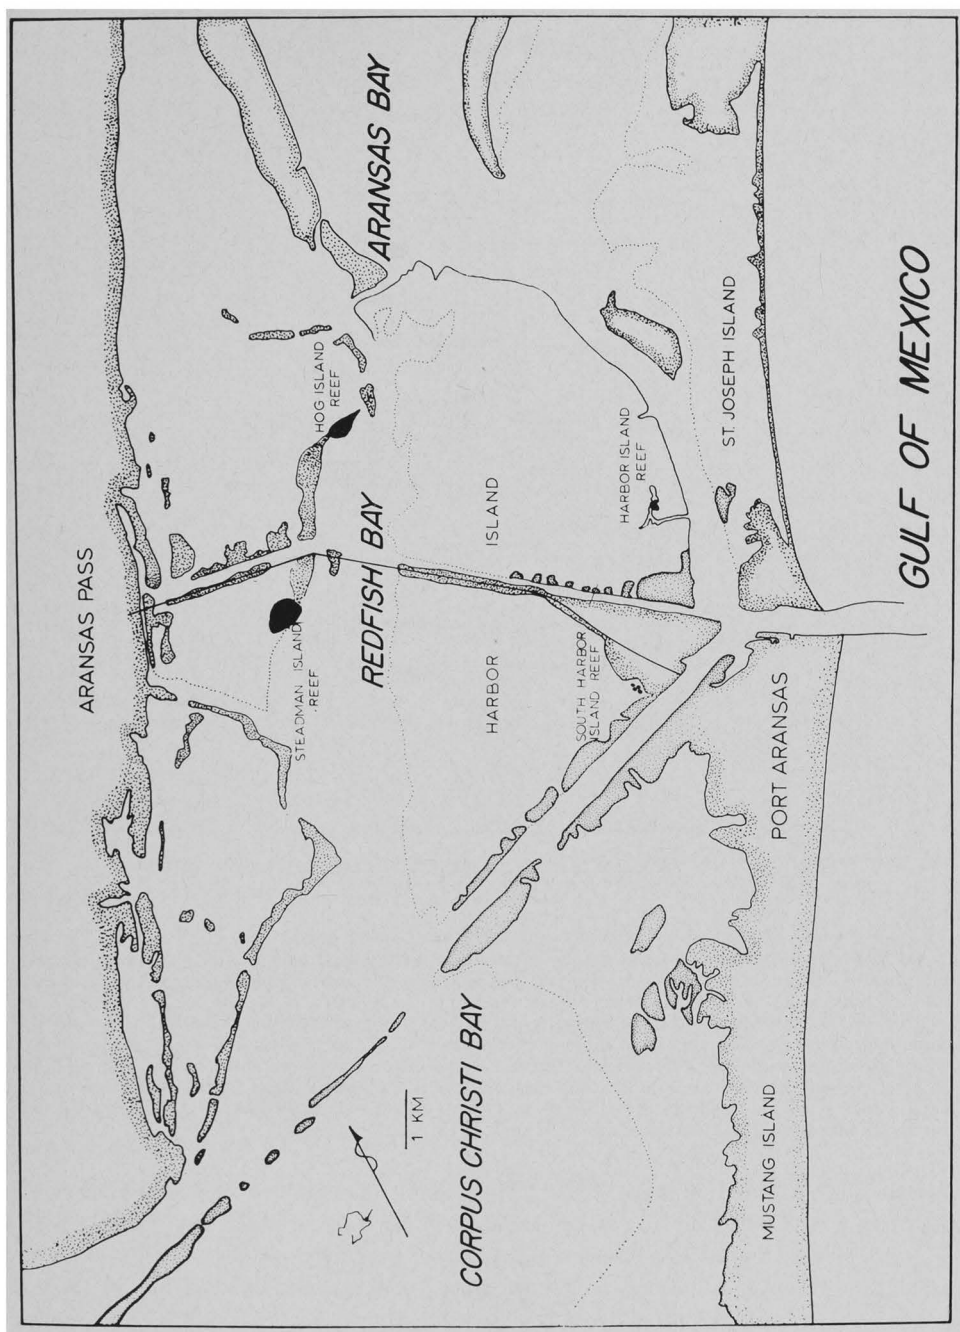 ARANSAS PASS
ARANSAS BAY
HOG ISLAND
REEF
REDFISH BAY
STEADMAN ISLAND
REEF
HARBOR
ISLAND
HARBOR ISLAND
REEF
SOUTH HARBOR
ISLAND REEF
ST. JOSEPH ISLAND
GULF OF MEXICO
PORT ARANSAS
CORPUS CHRISTI BAY
1 KM
MUSTANG ISLAND